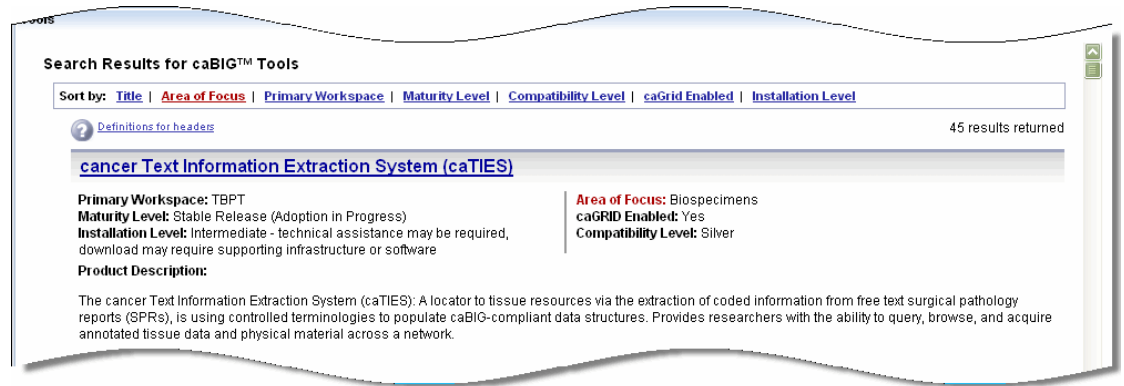 Search Results for caBIG™ Tools
Sort by: Title | Area of Focus | Primary Workspace | Maturity Level | Compatibility Level | caGrid Enabled | Installation Level
Definitions for headers
45 results returned
cancer Text Information Extraction System (caTIES)
Primary Workspace: TBPT
Maturity Level: Stable Release (Adoption in Progress)
Installation Level: Intermediate - technical assistance may be required,
download may require supporting infrastructure or software
Area of Focus: Biospecimens
caGRID Enabled: Yes
Compatibility Level: Silver
Product Description:
The cancer Text Information Extraction System (caTIES): A locator to tissue resources via the extraction of coded information from free text surgical pathology
reports (SPRs), is using controlled terminologies to populate caBIG-compliant data structures. Provides researchers with the ability to query, browse, and acquire
annotated tissue data and physical material across a network.